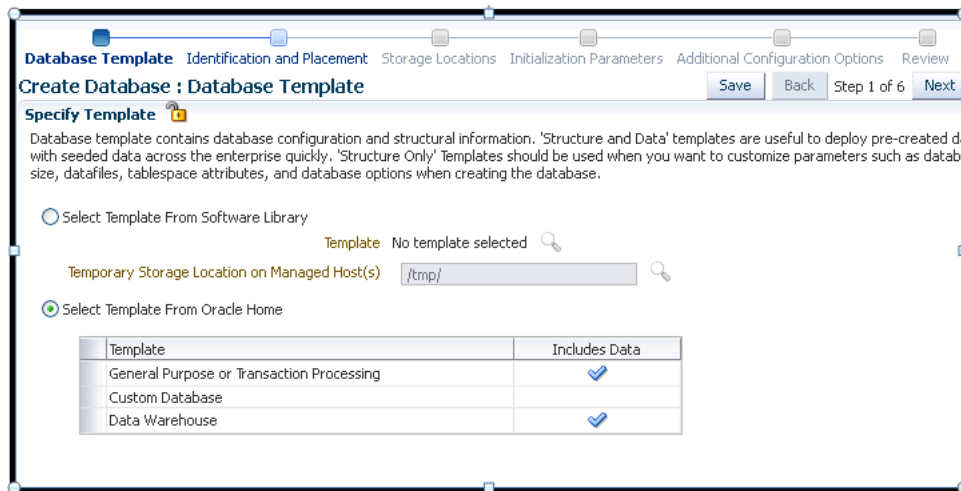 Database Template Identification and Placement Storage Locations Initialization Parameters Additional Configuration Options Review
Create Database : Database Template Save Back Step 1 of 6 Next
Specify Template
Database template contains database configuration and structural information. 'Structure and Data' templates are useful to deploy pre-created d
with seeded data across the enterprise quickly. 'Structure Only' Templates should be used when you want to customize parameters such as datab
size, datafiles, tablespace attributes, and database options when creating the database.
Select Template From Software Library
Template No template selected
Temporary Storage Location on Managed Host(s) /tmp/
Select Template From Oracle Home
Template Includes Data
General Purpose or Transaction Processing
Custom Database
Data Warehouse